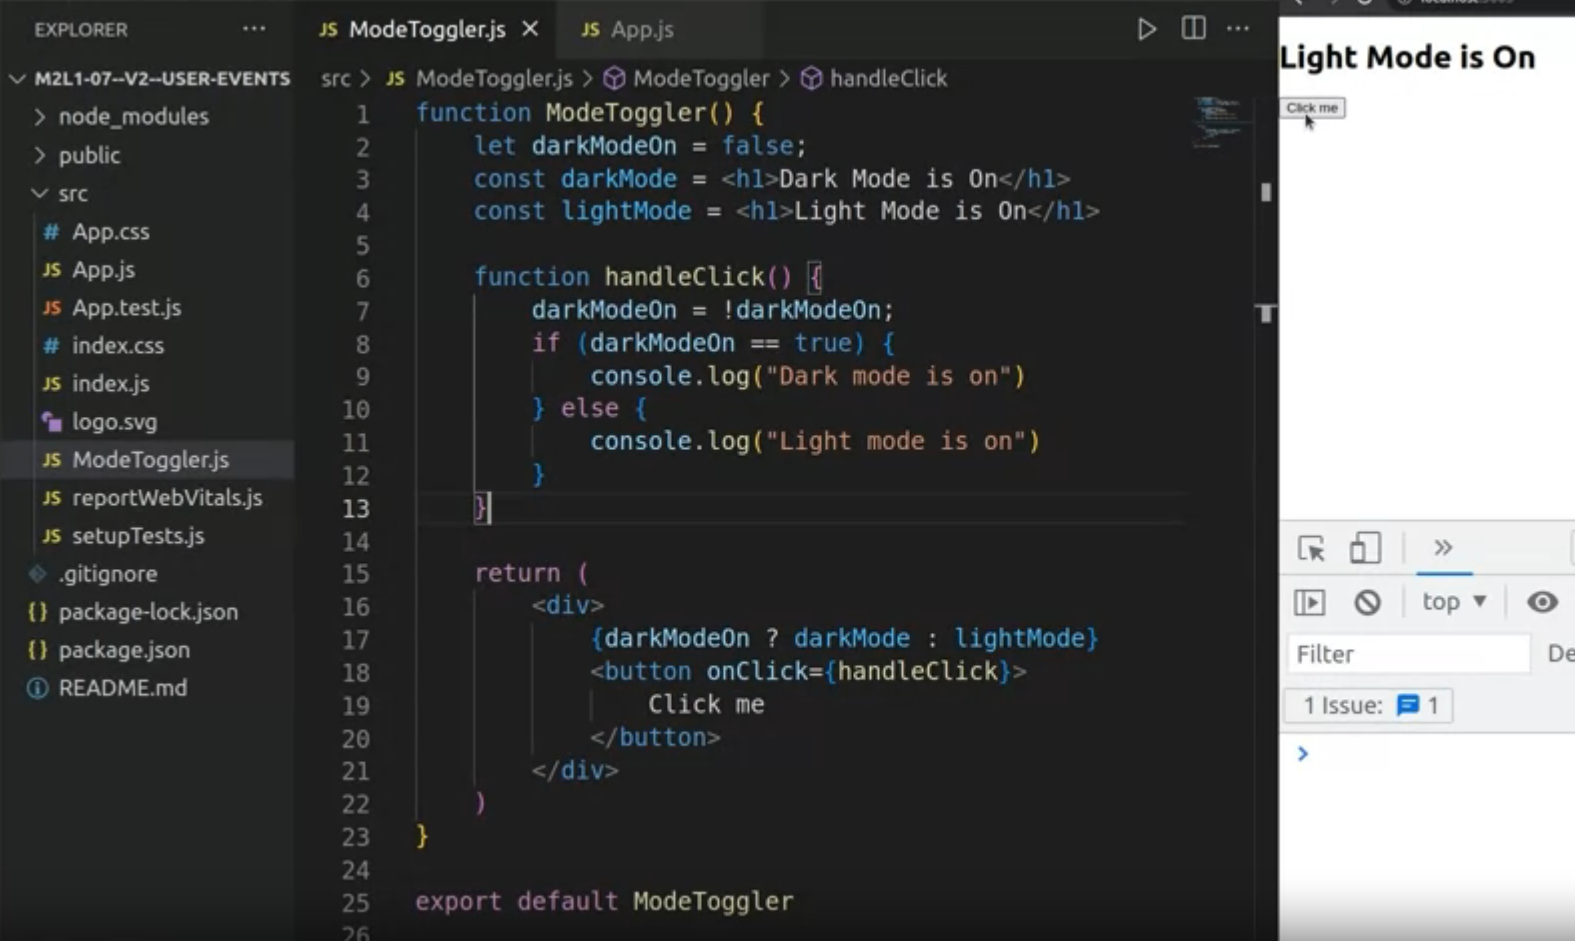 EXPLORER ...
M2L1-07--V2--USER-EVENTS
node_modules
public
src
# App.css
JS App.js
JS App.test.js
# index.css
JS index.js
logo.svg
JS ModeToggler.js
JS reportWebVitals.js
JS setupTests.js
.gitignore
{} package-lock.json
{} package.json
README.md
JS ModeToggler.js
JS App.js
src > JS ModeToggler.js > ModeToggler > handleClick
1 function ModeToggler() {
2 let darkModeOn = false;
3 const darkMode = <h1>Dark Mode is On</h1>
4 const lightMode = <h1>Light Mode is On</h1>
5
6 function handleClick() {
7 darkModeOn = !darkModeOn;
8 if (darkModeOn == true) {
9 console.log("Dark mode is on")
10 } else {
11 console.log("Light mode is on")
12 }
13 }
14
15 return (
16 <div>
17 {darkModeOn ? darkMode : lightMode}
18 <button onClick={handleClick}>
19 Click me
20 </button>
21 </div>
22 )
23 }
24
25 export default ModeToggler
26
Light Mode is On
Click me
top
Filter
De
1 Issue: 1